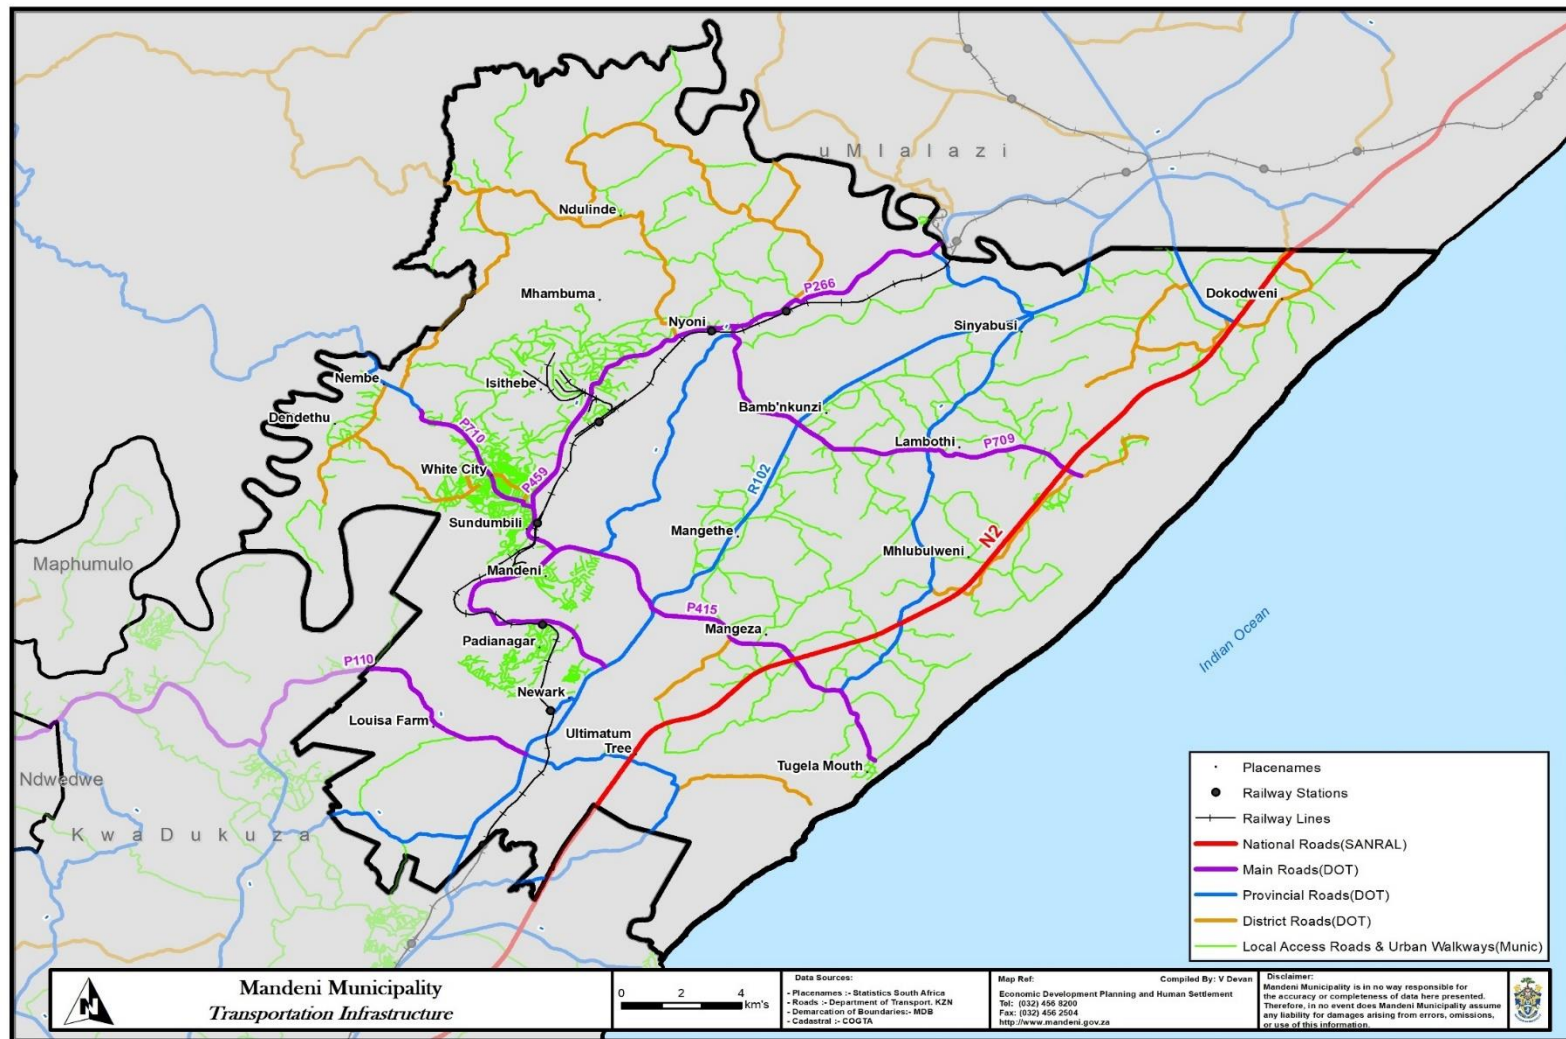 u M l a l a z i
Ndulinde
Dokodweni
Mhambuma
P266
Nyoni
Sinyabusi
Nembe
Isithebe
Bamb'nkunzi
Dendethu
P710
Lambothi
P709
White City
P459
R102
Sundumbili
Mangethe
N2
Mhlubulweni
Maphumulo
Mandeni
P415
Mangeza
Padianagar
Indian Ocean
P110
Newark
Louisa Farm
Ultimatum
Tree
Tugela Mouth
Ndwedwe
K w a D u k u z a
Placenames
Railway Stations
Railway Lines
National Roads(SANRAL)
Main Roads(DOT)
Provincial Roads(DOT)
District Roads(DOT)
Local Access Roads & Urban Walkways(Munic)
N
Mandeni Municipality
Transportation Infrastructure
0 2 4
km's
Data Sources:
- Placenames :- Statistics South Africa
- Roads :- Department of Transport. KZN
- Demarcation of Boundaries:- MDB
- Cadastral :- COGTA
Map Ref: Compiled By: V Devan
Economic Development Planning and Human Settlement
Tel: (032) 456 8200
Fax: (032) 456 2504
http://www.mandeni.gov.za
Disclaimer:
Mandeni Municipality is in no way responsible for
the accuracy or completeness of data here presented.
Therefore, in no event does Mandeni Municipality assume
any liability for damages arising from errors, omissions,
or use of this information.